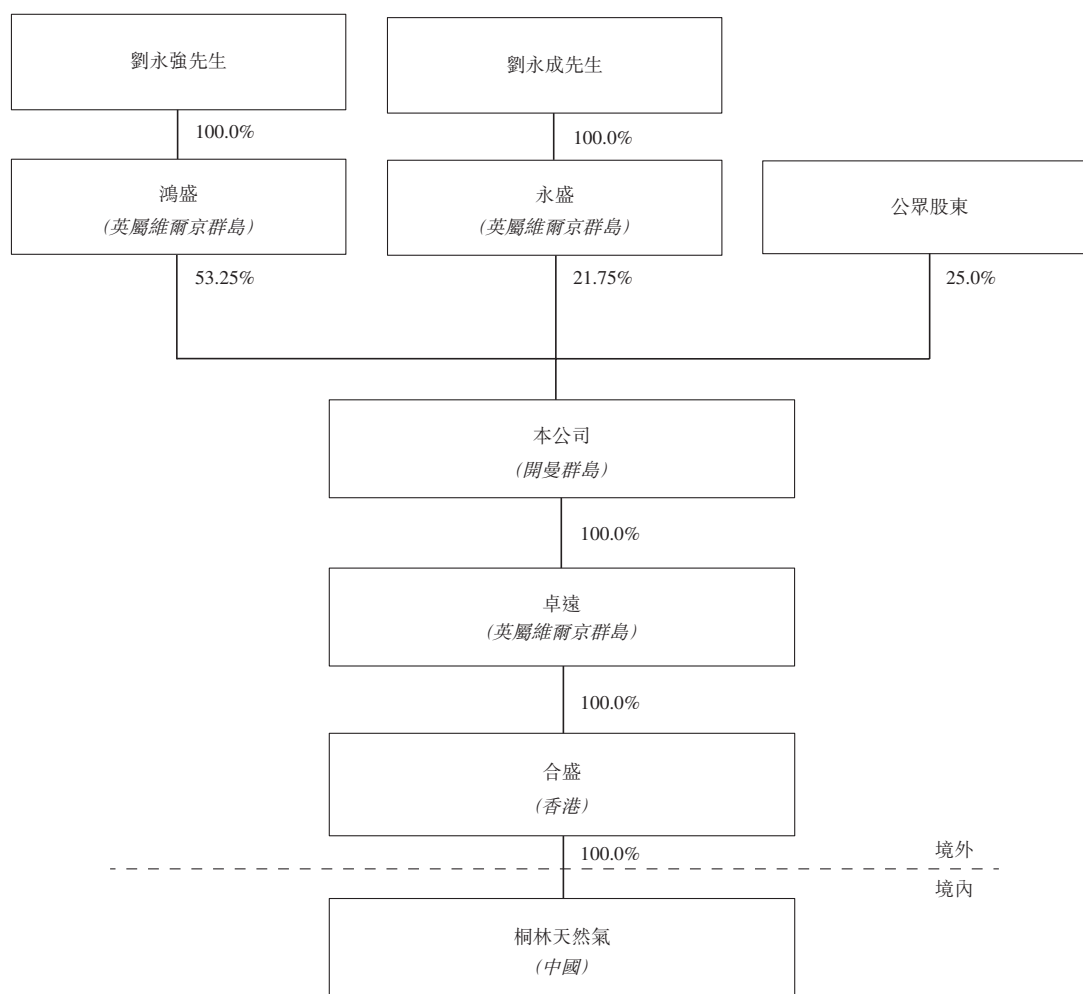 劉永強先生
劉永成先生
100.0%
100.0%
鴻盛
(英屬維爾京群島)
永盛
(英屬維爾京群島)
公眾股東
53.25%
21.75%
25.0%
本公司
(開曼群島)
100.0%
卓遠
(英屬維爾京群島)
100.0%
合盛
(香港)
100.0%
境外
境內
桐林天然氣
(中國)